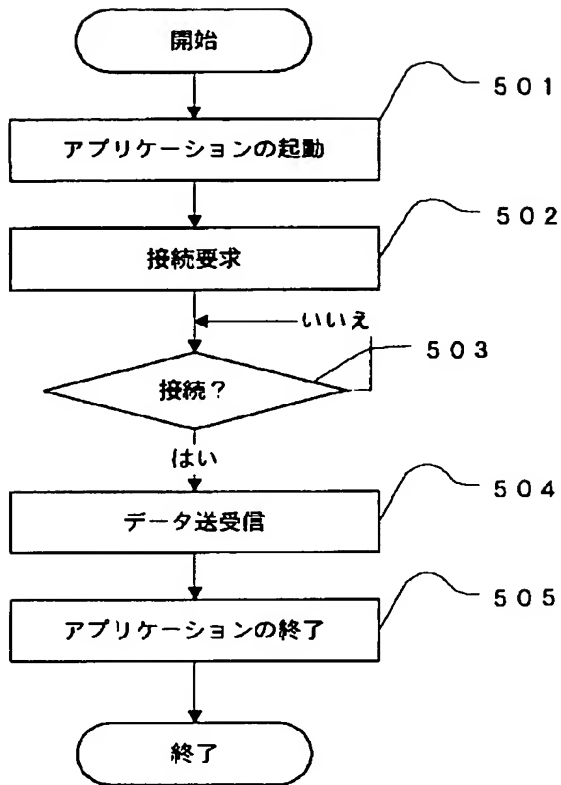 開始
501
アプリケーションの起動
502
接続要求
いいえ
503
接続?
はい
504
データ送受信
505
アプリケーションの終了
終了